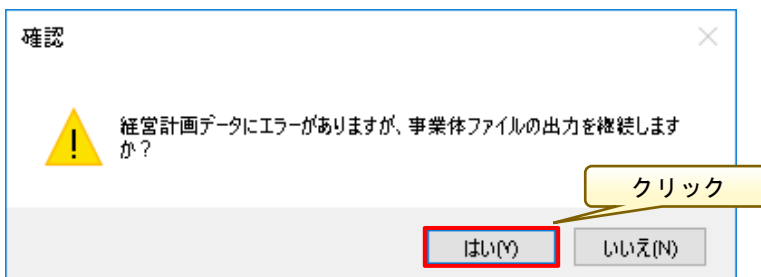 確認
経営計画データにエラーがありますが、事業体ファイルの出力を継続します
か？
クリック
はい(Y)
いいえ(N)